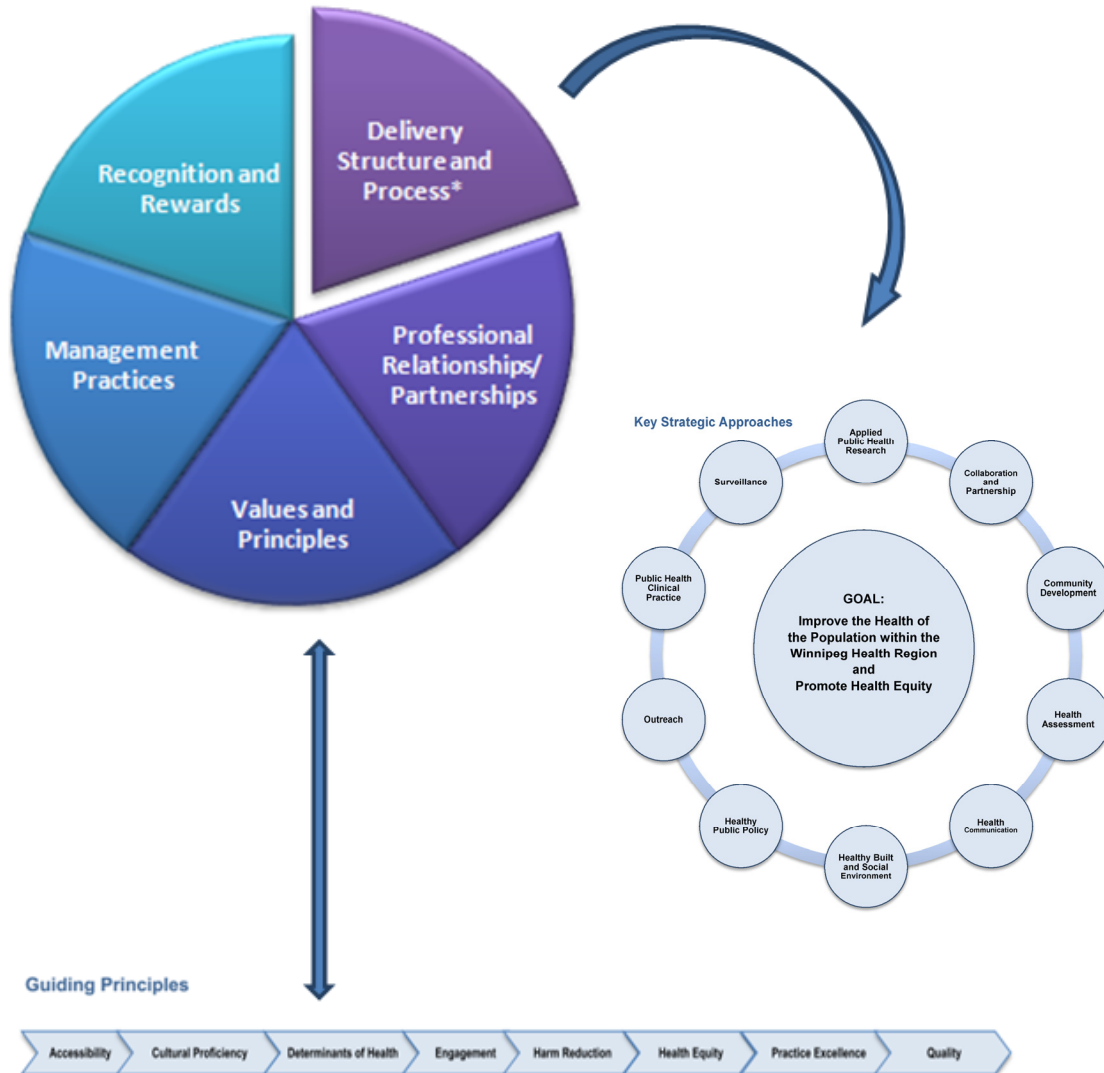 Delivery
Structure and
Process*
Recognition and
Rewards
Professional
Relationships/
Partnerships
Management
Practices
Values and
Principles
Key Strategic Approaches
Applied
Public Health
Research
Collaboration
and
Partnership
Community
Development
Health
Assessment
Health
Communication
Healthy Built
and Social
Environment
Healthy
Public Policy
Outreach
Public Health
Clinical
Practice
Surveillance
GOAL:
Improve the Health of
the Population within the
Winnipeg Health Region
and
Promote Health Equity
Guiding Principles
Accessibility
Cultural Proficiency
Determinants of Health
Engagement
Harm Reduction
Health Equity
Practice Excellence
Quality